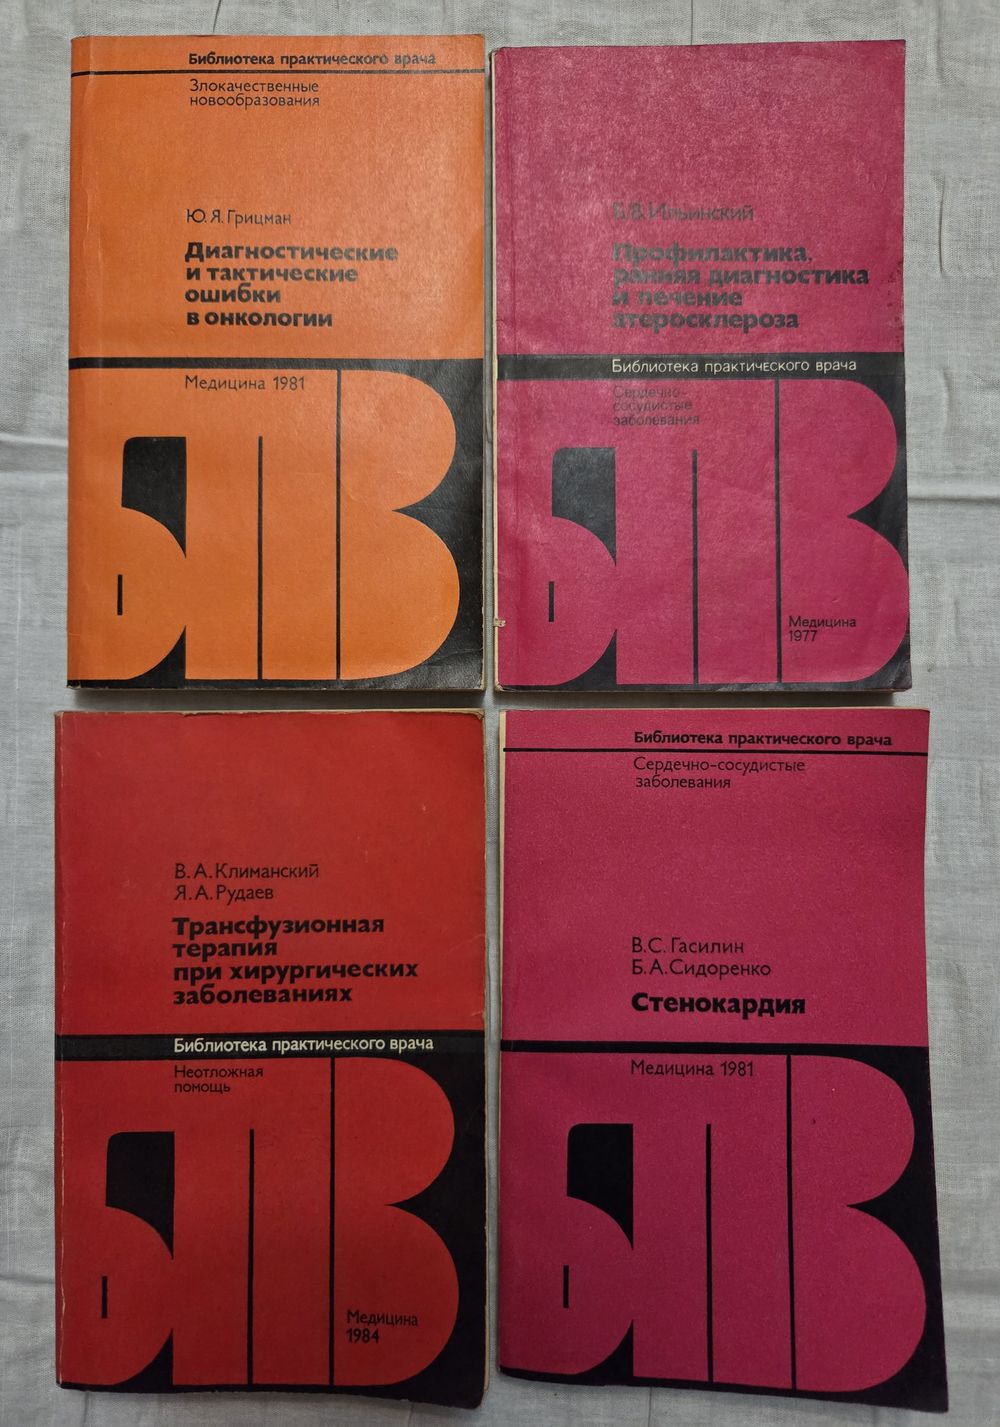 Библиотека практического врача
Злокачественные
новообразования
Ю. Я. Грицман
Диагностические
и тактические
ошибки
в онкологии
Медицина 1981
БПВ
Б. В. Ильинский
Профилактика,
ранняя диагностика
и лечение
атеросклероза
Библиотека практического врача
Сердечно-
сосудистые
заболевания
БПВ
Медицина
1977
В. А. Климанский
Я. А. Рудаев
Трансфузионная
терапия
при хирургических
заболеваниях
Библиотека практического врача
Неотложная
помощь
БПВ
Медицина
1984
Библиотека практического врача
Сердечно-сосудистые
заболевания
В. С. Гасилин
Б. А. Сидоренко
Стенокардия
Медицина 1981
БПВ